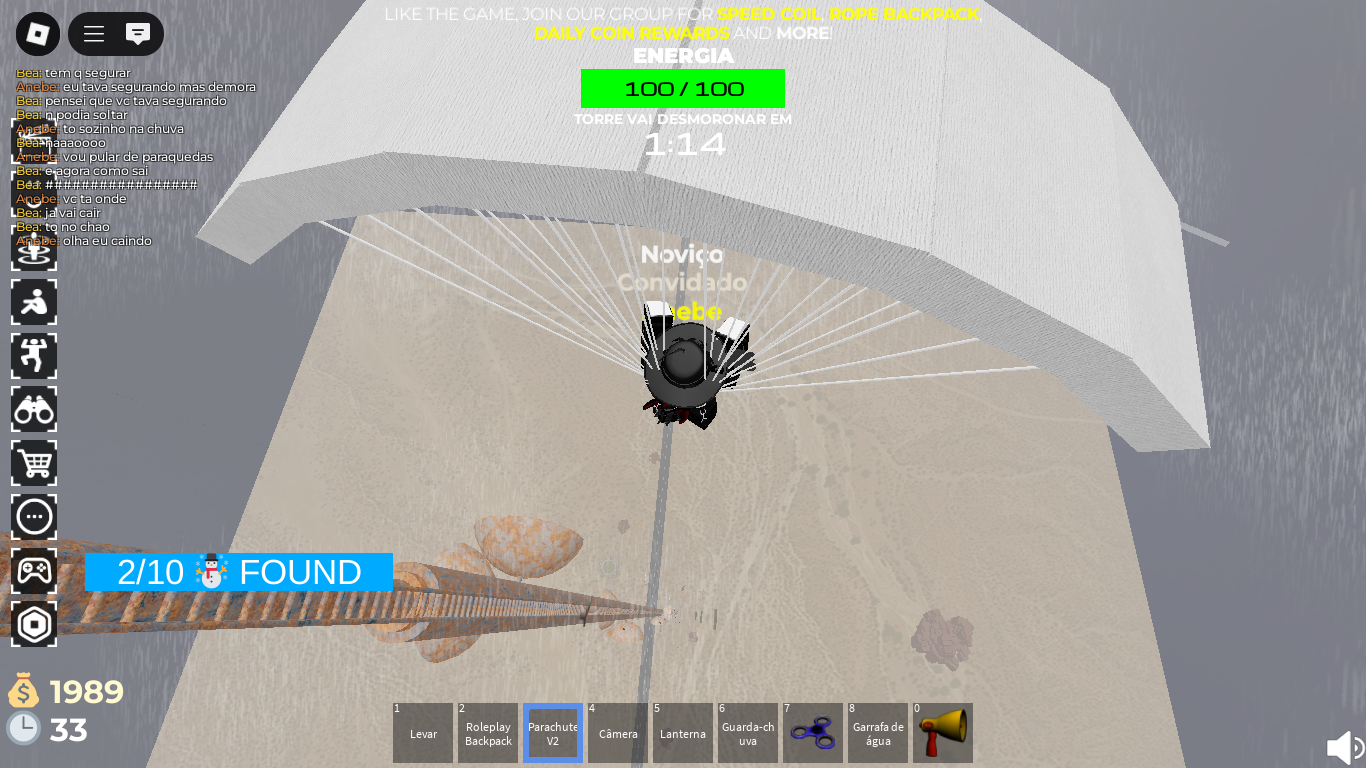 LIKE THE GAME, JOIN OUR GROUP FOR SPEED COIL, ROPE BACKPACK,
DAILY COIN REWARDS AND MORE!
ENERGIA
100 / 100
TORRE VAI DESMORONAR EM
1:14
Bea: tem q segurar
Anebe: eu tava segurando mas demora
Bea: pensei que vc tava segurando
Bea: n podia soltar
Anebe: to sozinho na chuva
Bea: naaaoooo
Anebe: vou pular de paraquedas
Bea: e agora como sai
Bea: #################
Anebe: vc ta onde
Bea: ja vai cair
Bea: to no chao
Anebe: olha eu caindo
Noviço
Convidado
ebe
2/10 ☃️ FOUND
1989
33
1 Levar
2 Roleplay Backpack
Parachute V2
4 Câmera
5 Lanterna
6 Guarda-chuva
7
8 Garrafa de água
0